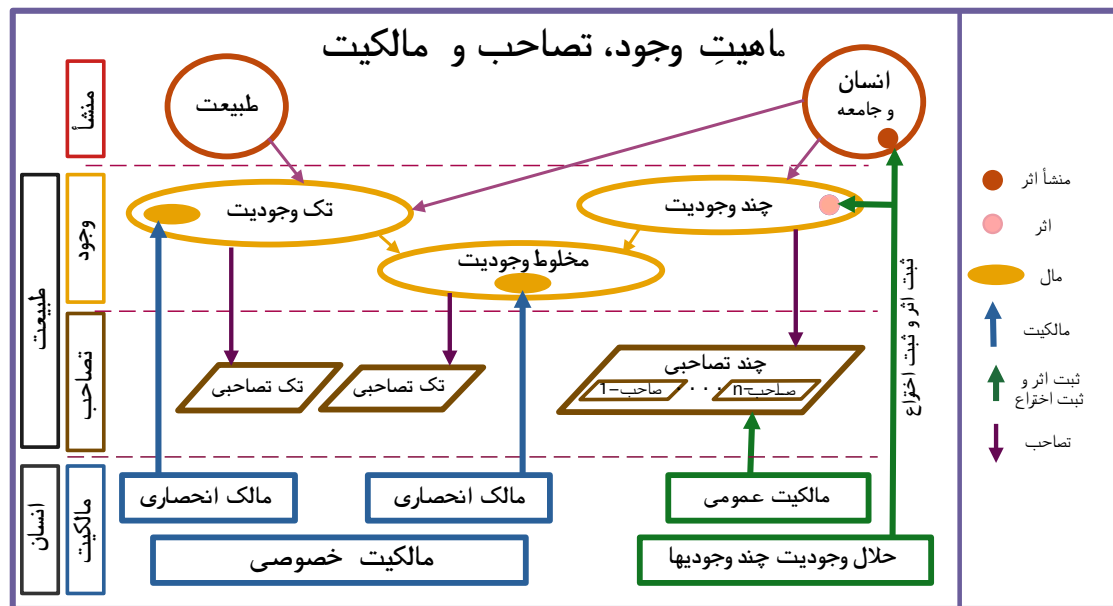 ماهیتِ وجود، تصاحب و مالکیت
انسان
و جامعه
طبیعت
منشأ
چند وجودیت
تک وجودیت
مخلوط وجودیت
وجود
طبیعت
چند تصاحبی
صاحب-n
...
صاحب-1
تک تصاحبی
تک تصاحبی
تصاحب
مالکیت عمومی
مالک انحصاری
مالک انحصاری
حلال وجودیت چند وجودیها
مالکیت خصوصی
مالکیت
انسان
ثبت اثر و ثبت اختراع
منشأ اثر
اثر
مال
مالکیت
ثبت اثر و
ثبت اختراع
تصاحب